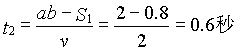 t₂ = (ab − S₁)/v = (2 − 0.8)/2 = 0.6秒